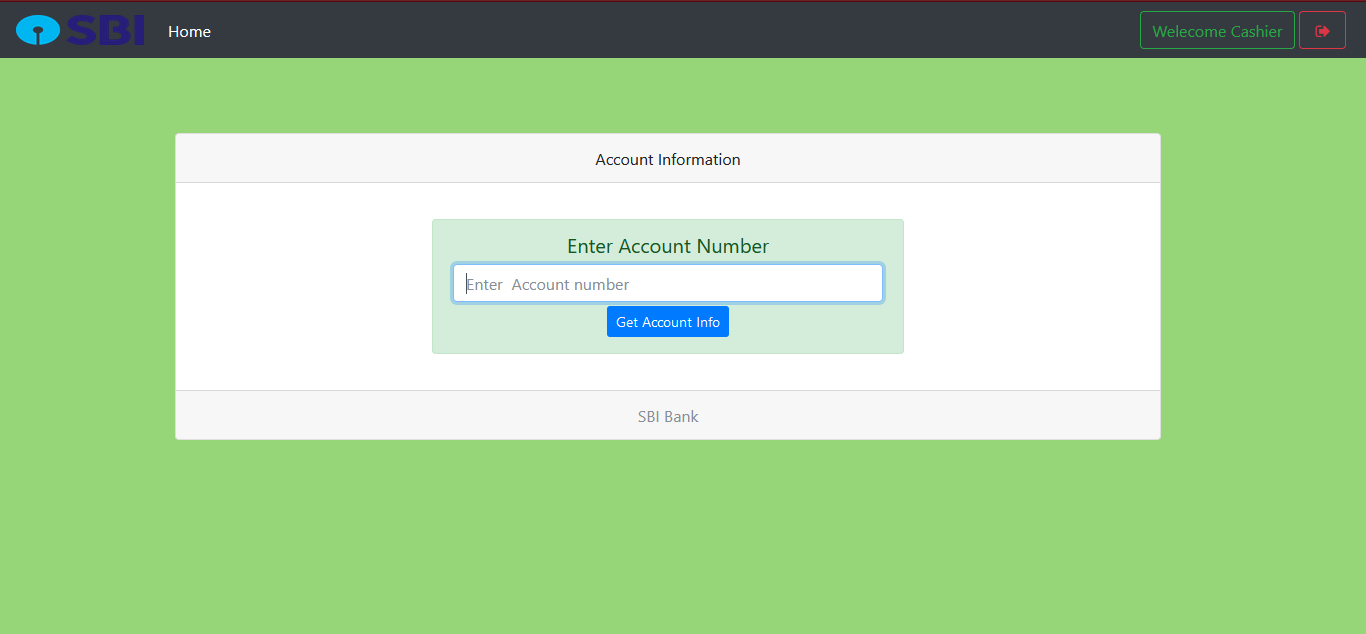 SBI
Home
Welecome Cashier
Account Information
Enter Account Number
Enter  Account number
Get Account Info
SBI Bank